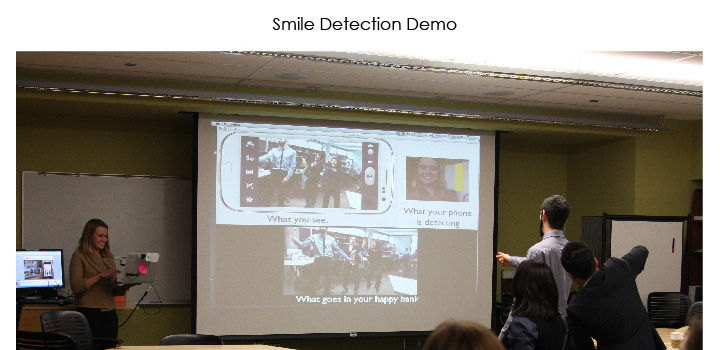 Smile Detection Demo
What you see.
What your phone
is detecting
What goes in your happy bank